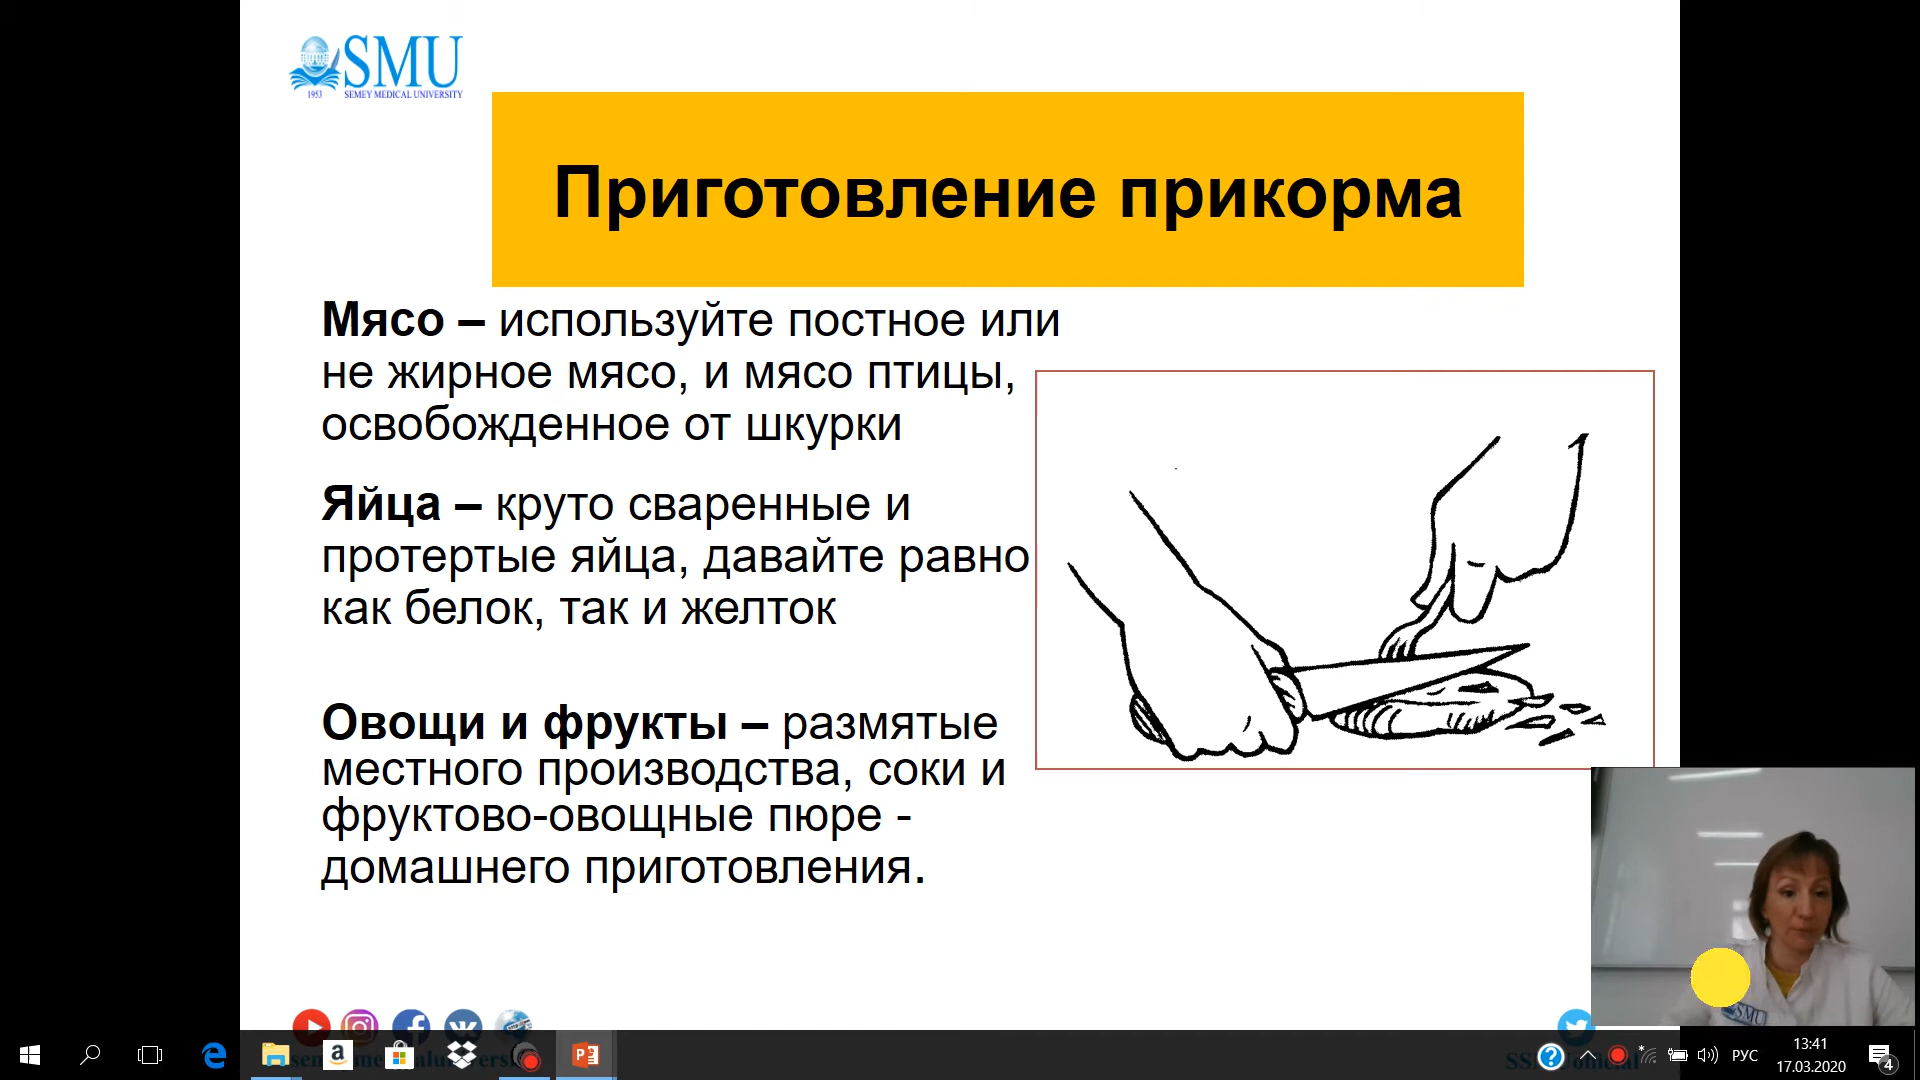 SMU
1953 SEMEY MEDICAL UNIVERSITY
Приготовление прикорма
Мясо – используйте постное или
не жирное мясо, и мясо птицы,
освобожденное от шкурки
Яйца – круто сваренные и
протертые яйца, давайте равно
как белок, так и желток
Овощи и фрукты – размятые
местного производства, соки и
фруктово-овощные пюре -
домашнего приготовления.
SMU
РУС
13:41
17.03.2020
4